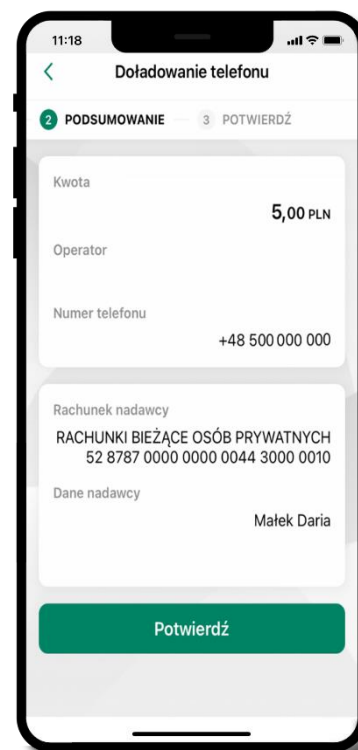 11:18
Doładowanie telefonu
2 PODSUMOWANIE 3 POTWIERDŹ
Kwota
5,00 PLN
Operator
Numer telefonu
+48 500 000 000
Rachunek nadawcy
RACHUNKI BIEŻĄCE OSÓB PRYWATNYCH
52 8787 0000 0000 0044 3000 0010
Dane nadawcy
Małek Daria
Potwierdź